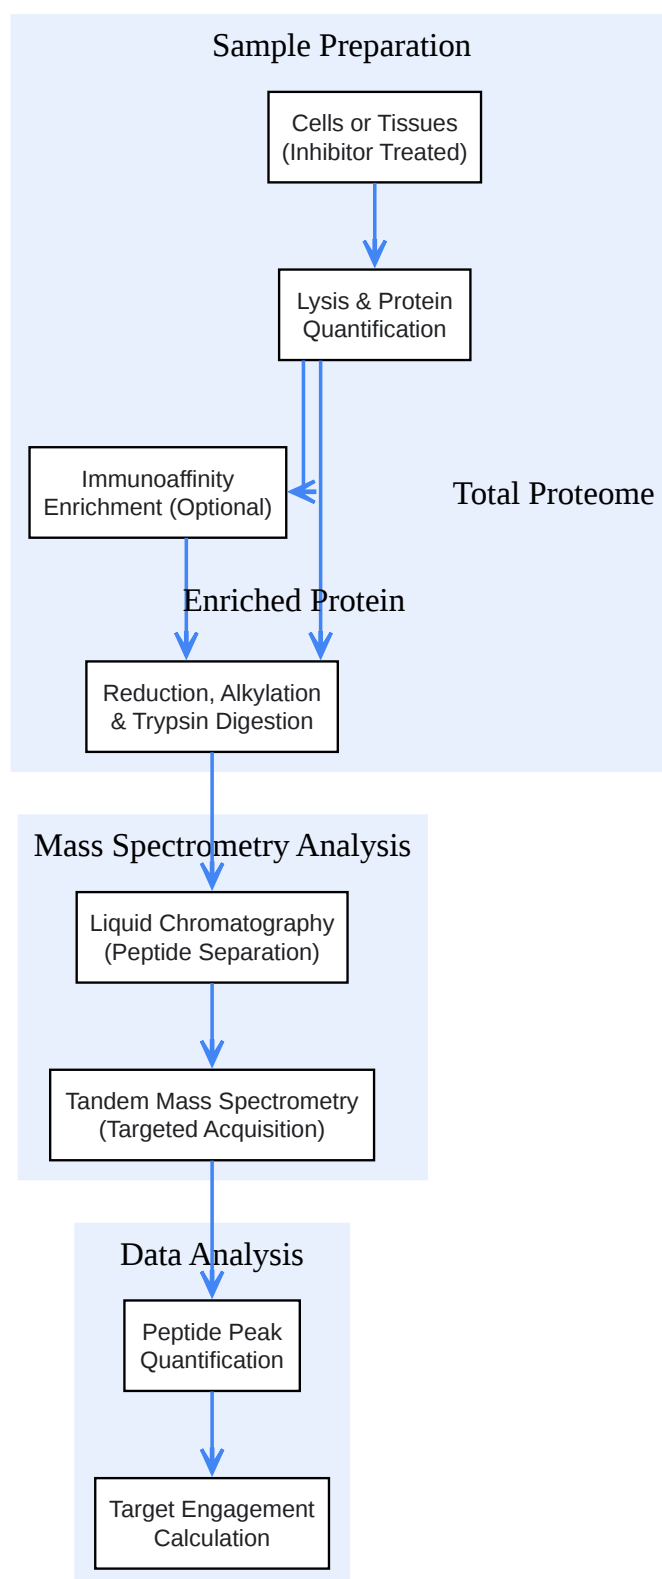 Sample Preparation
Cells or Tissues
(Inhibitor Treated)
Lysis & Protein
Quantification
Immunoaffinity
Enrichment (Optional)
Total Proteome
Enriched Protein
Reduction, Alkylation
& Trypsin Digestion
Mass Spectrometry Analysis
Liquid Chromatography
(Peptide Separation)
Tandem Mass Spectrometry
(Targeted Acquisition)
Data Analysis
Peptide Peak
Quantification
Target Engagement
Calculation